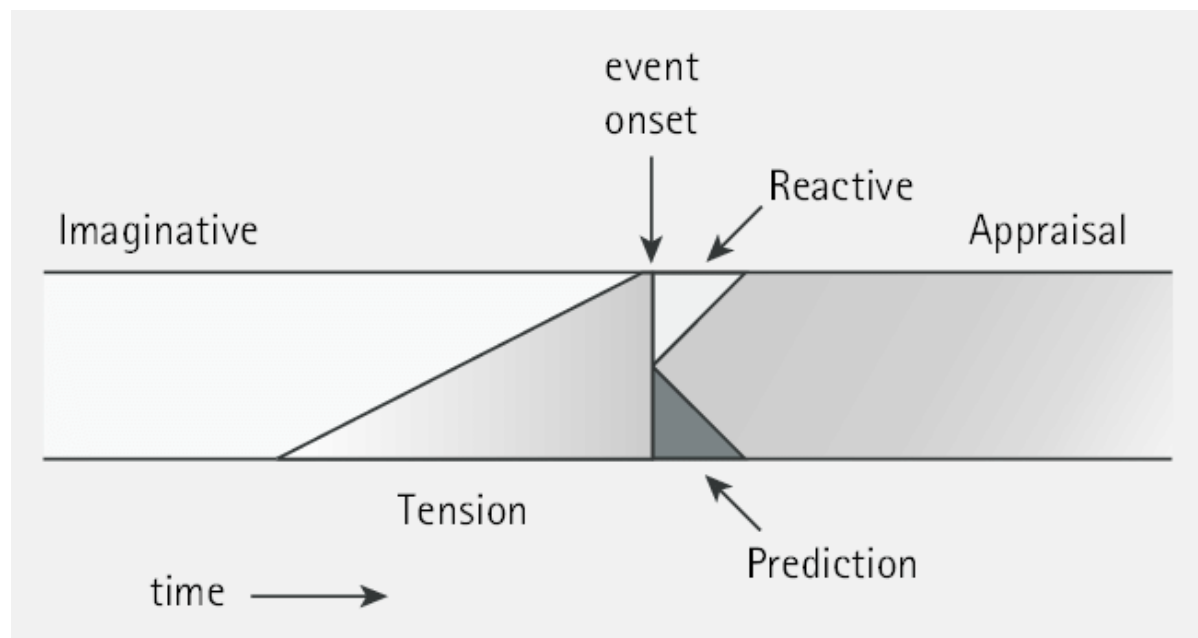 event
onset
Reactive
Imaginative
Appraisal
Tension
Prediction
time